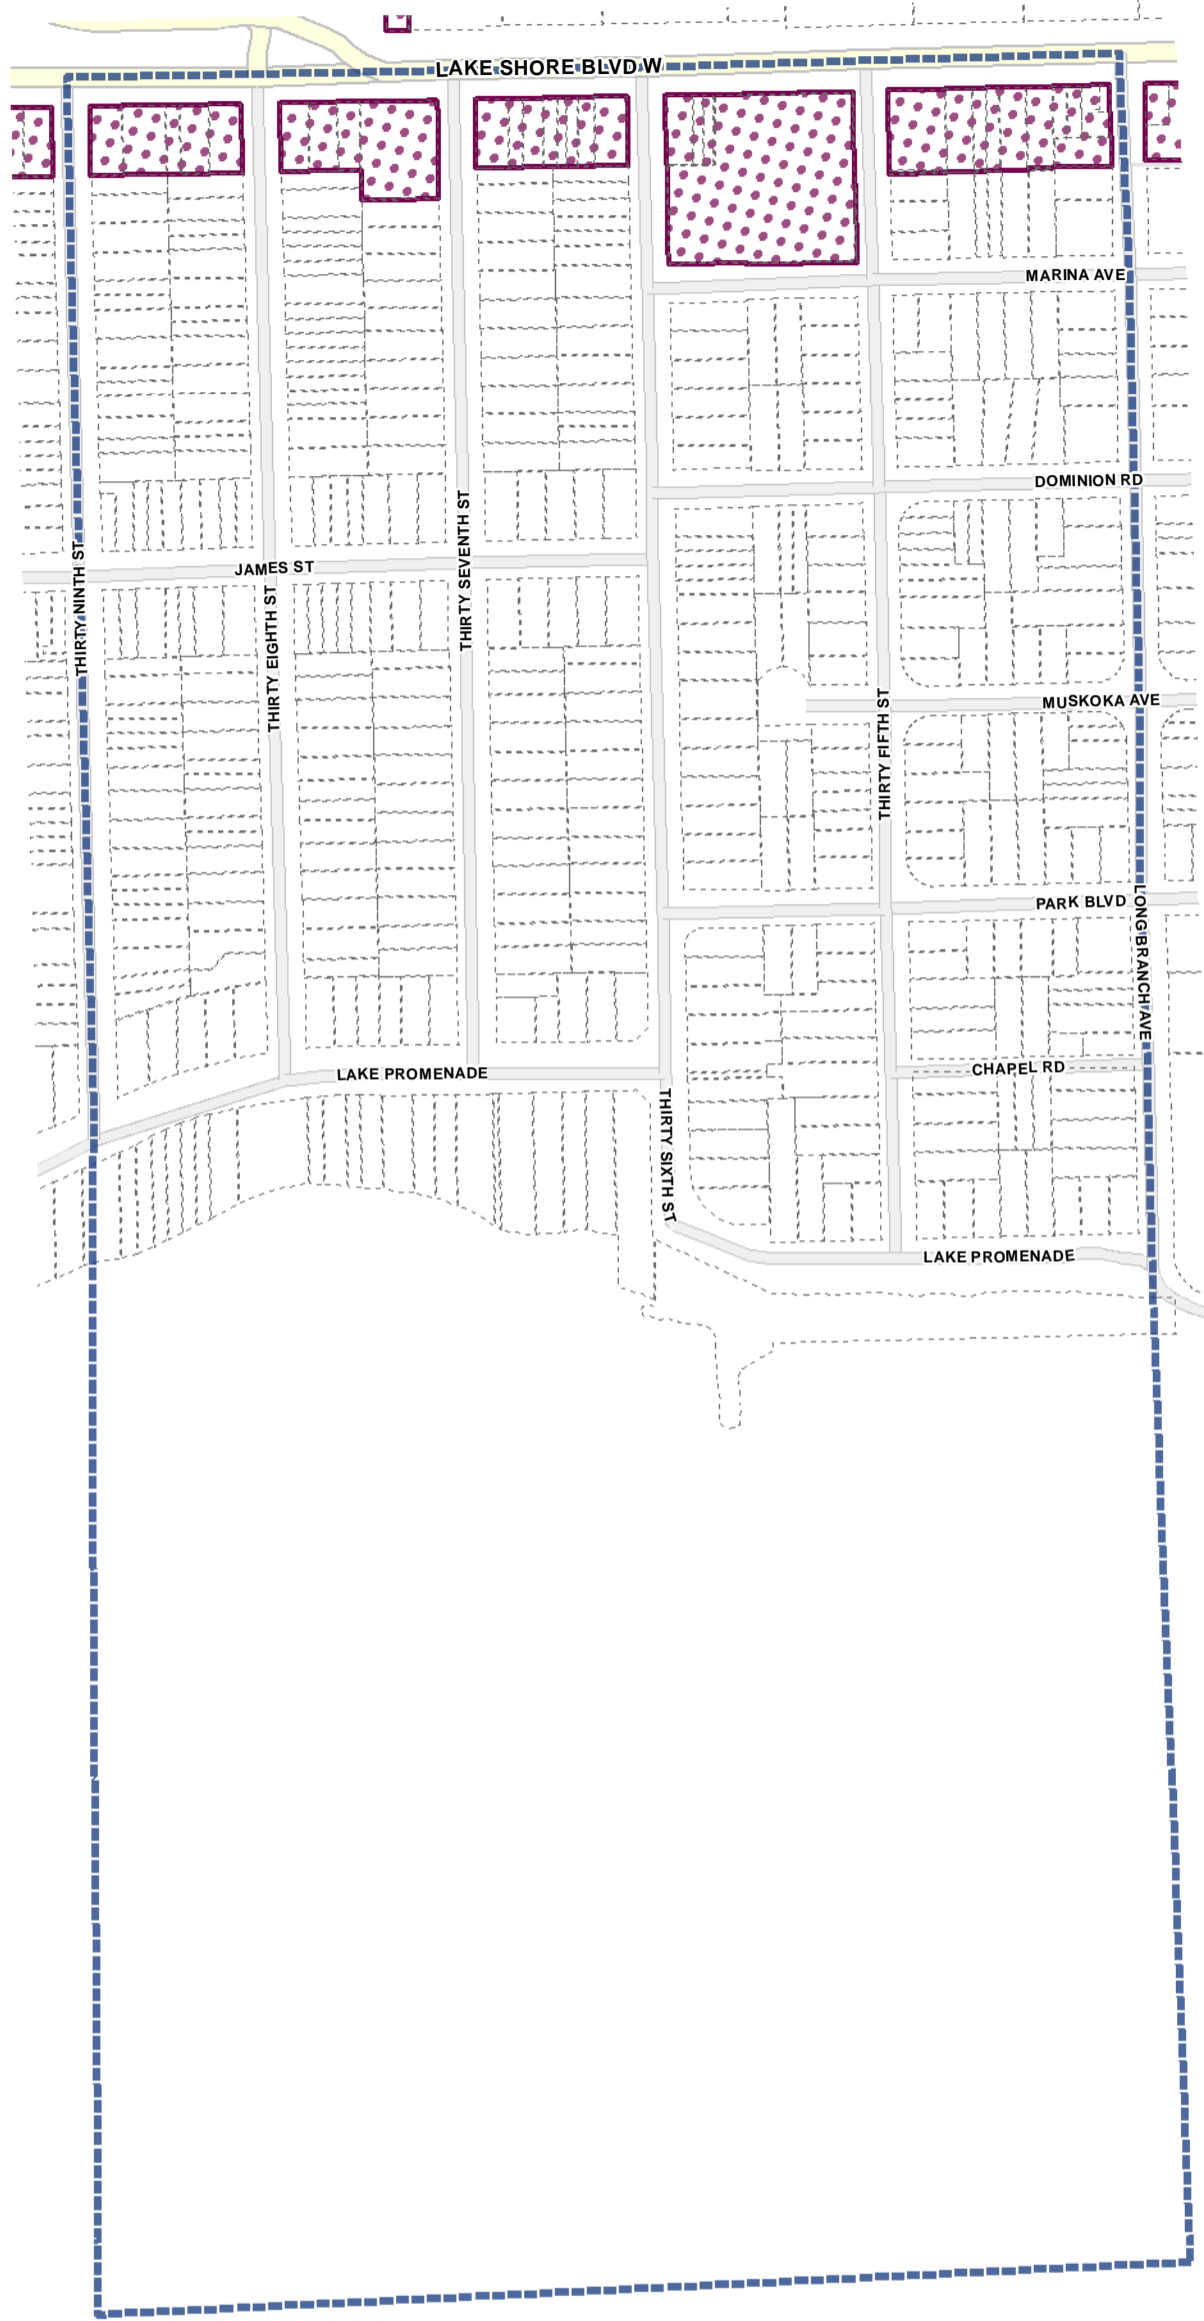 LAKE SHORE BLVD W
MARINA AVE
DOMINION RD
THIRTY NINTH ST
JAMES ST
THIRTY EIGHTH ST
THIRTY SEVENTH ST
MUSKOKA AVE
THIRTY FIFTH ST
PARK BLVD
LONG BRANCH AVE
LAKE PROMENADE
CHAPEL RD
THIRTY SIXTH ST
LAKE PROMENADE